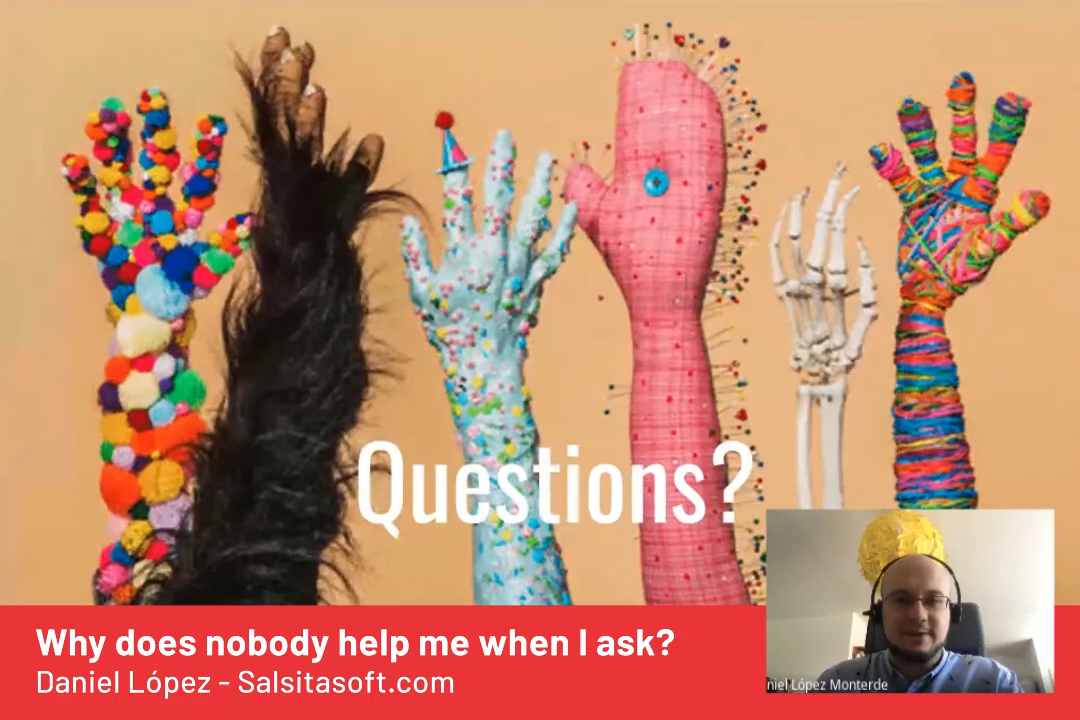 Questions?
Why does nobody help me when I ask?
Daniel López - Salsitasoft.com
niel López Monterde